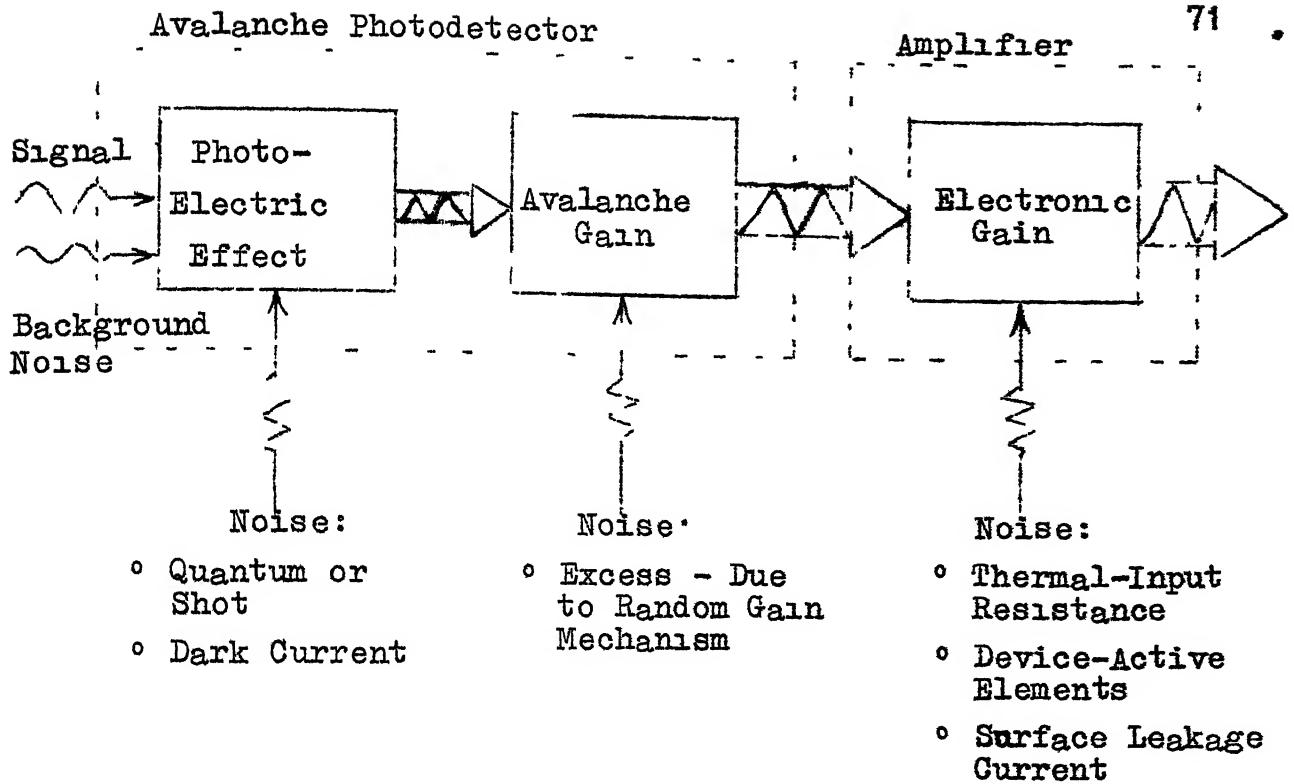 71
Avalanche Photodetector
Amplifier
Signal
Photo-
Electric
Effect
Background
Noise
Avalanche
Gain
Electronic
Gain
Noise:
° Quantum or
Shot
° Dark Current
Noise:
° Excess - Due
to Random Gain
Mechanism
Noise:
° Thermal-Input
Resistance
° Device-Active
Elements
° Surface Leakage
Current